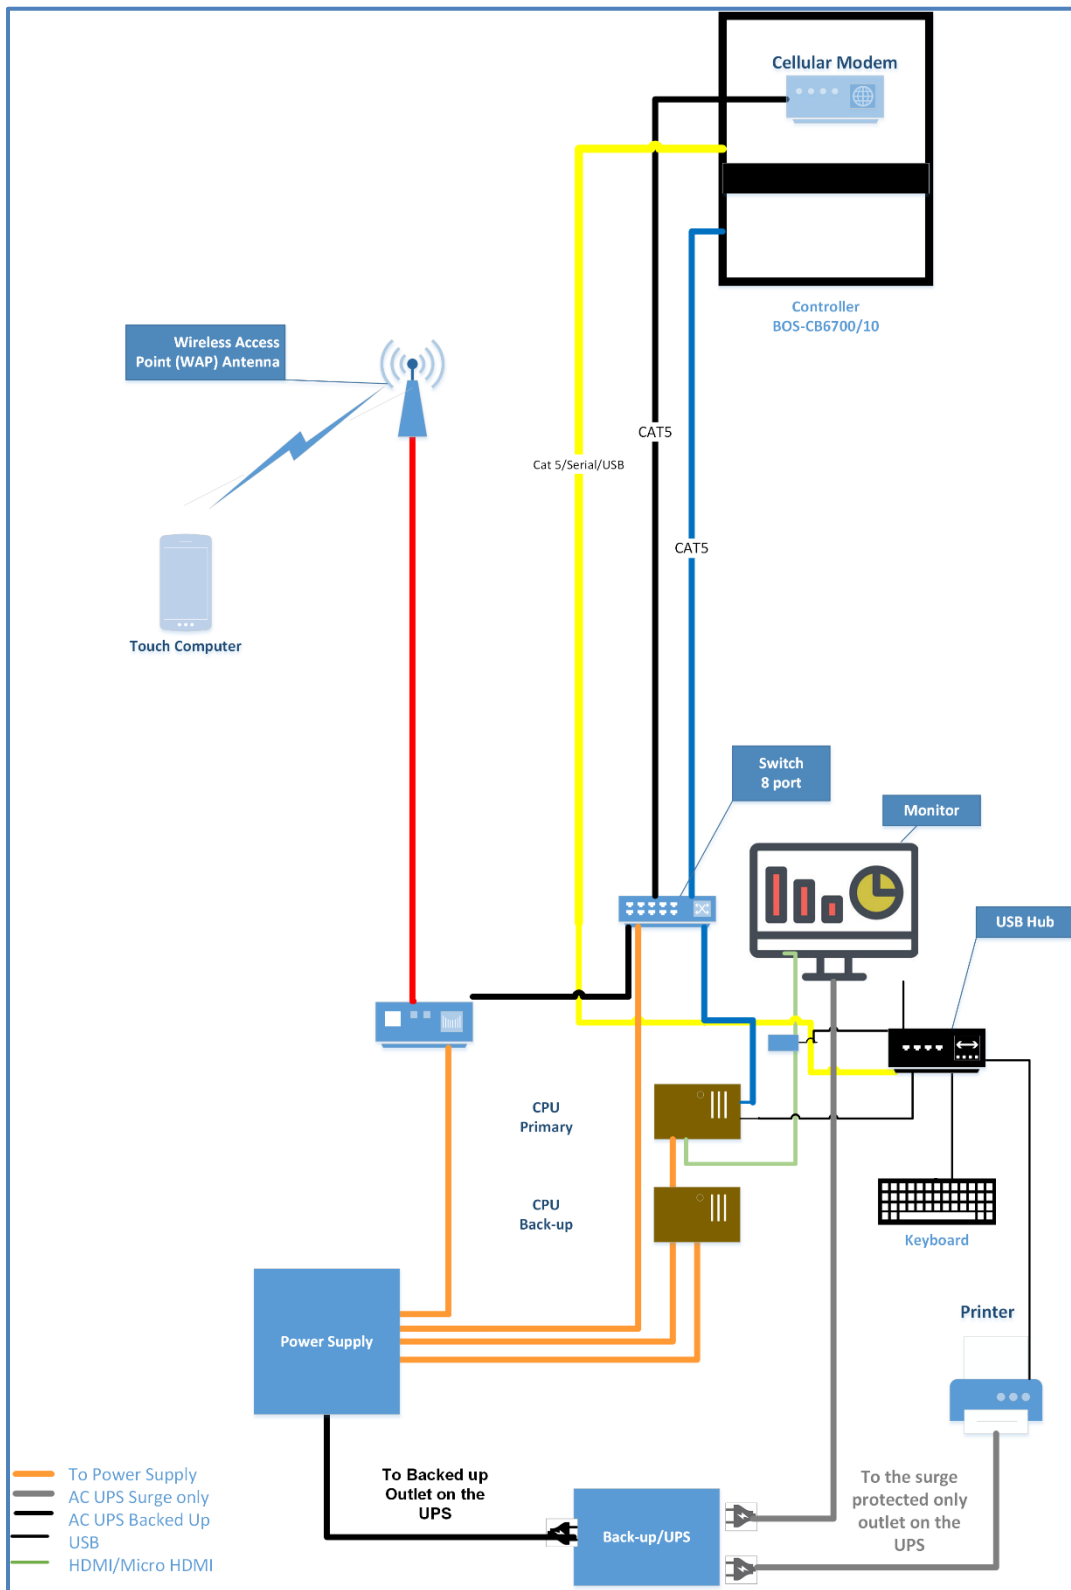 Cellular Modem
Controller
BOS-CB6700/10
Wireless Access
Point (WAP) Antenna
CAT5
Cat 5/Serial/USB
CAT5
Touch Computer
Switch
8 port
Monitor
USB Hub
CPU
Primary
CPU
Back-up
Keyboard
Printer
Power Supply
To Power Supply
AC UPS Surge only
AC UPS Backed Up
USB
HDMI/Micro HDMI
To Backed up
Outlet on the
UPS
Back-up/UPS
To the surge
protected only
outlet on the
UPS